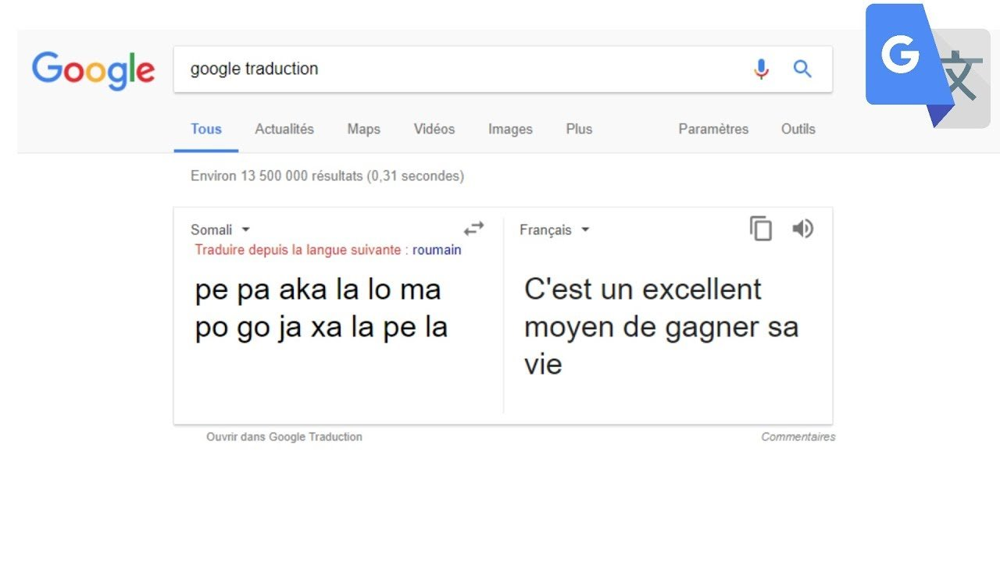 Google
google traduction
G 文
Tous Actualités Maps Vidéos Images Plus Paramètres Outils
Environ 13 500 000 résultats (0,31 secondes)
Somali Français
Traduire depuis la langue suivante : roumain
pe pa aka la lo ma
po go ja xa la pe la
C'est un excellent
moyen de gagner sa
vie
Ouvrir dans Google Traduction
Commentaires